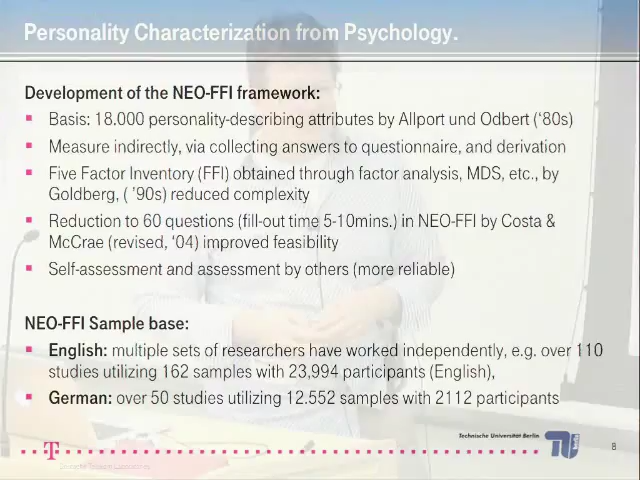 Personality Characterization from Psychology.
Development of the NEO-FFI framework:
Basis: 18.000 personality-describing attributes by Allport und Odbert ('80s)
Measure indirectly, via collecting answers to questionnaire, and derivation
Five Factor Inventory (FFI) obtained through factor analysis, MDS, etc., by
Goldberg, ( '90s) reduced complexity
Reduction to 60 questions (fill-out time 5-10mins.) in NEO-FFI by Costa &
McCrae (revised, '04) improved feasibility
Self-assessment and assessment by others (more reliable)
NEO-FFI Sample base:
English: multiple sets of researchers have worked independently, e.g. over 110
studies utilizing 162 samples with 23,994 participants (English),
German: over 50 studies utilizing 12.552 samples with 2112 participants
Technische Universität Berlin
T
TU berlin
8
Deutsche Telekom Laboratories